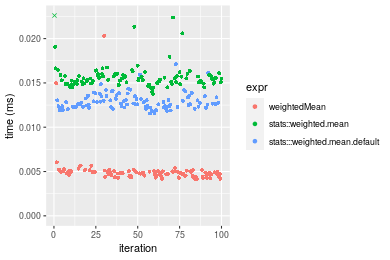 0.020
0.015
0.010
0.005
0.000
time (ms)
0
25
50
75
100
iteration
expr
weightedMean
stats::weighted.mean
stats:::weighted.mean.default